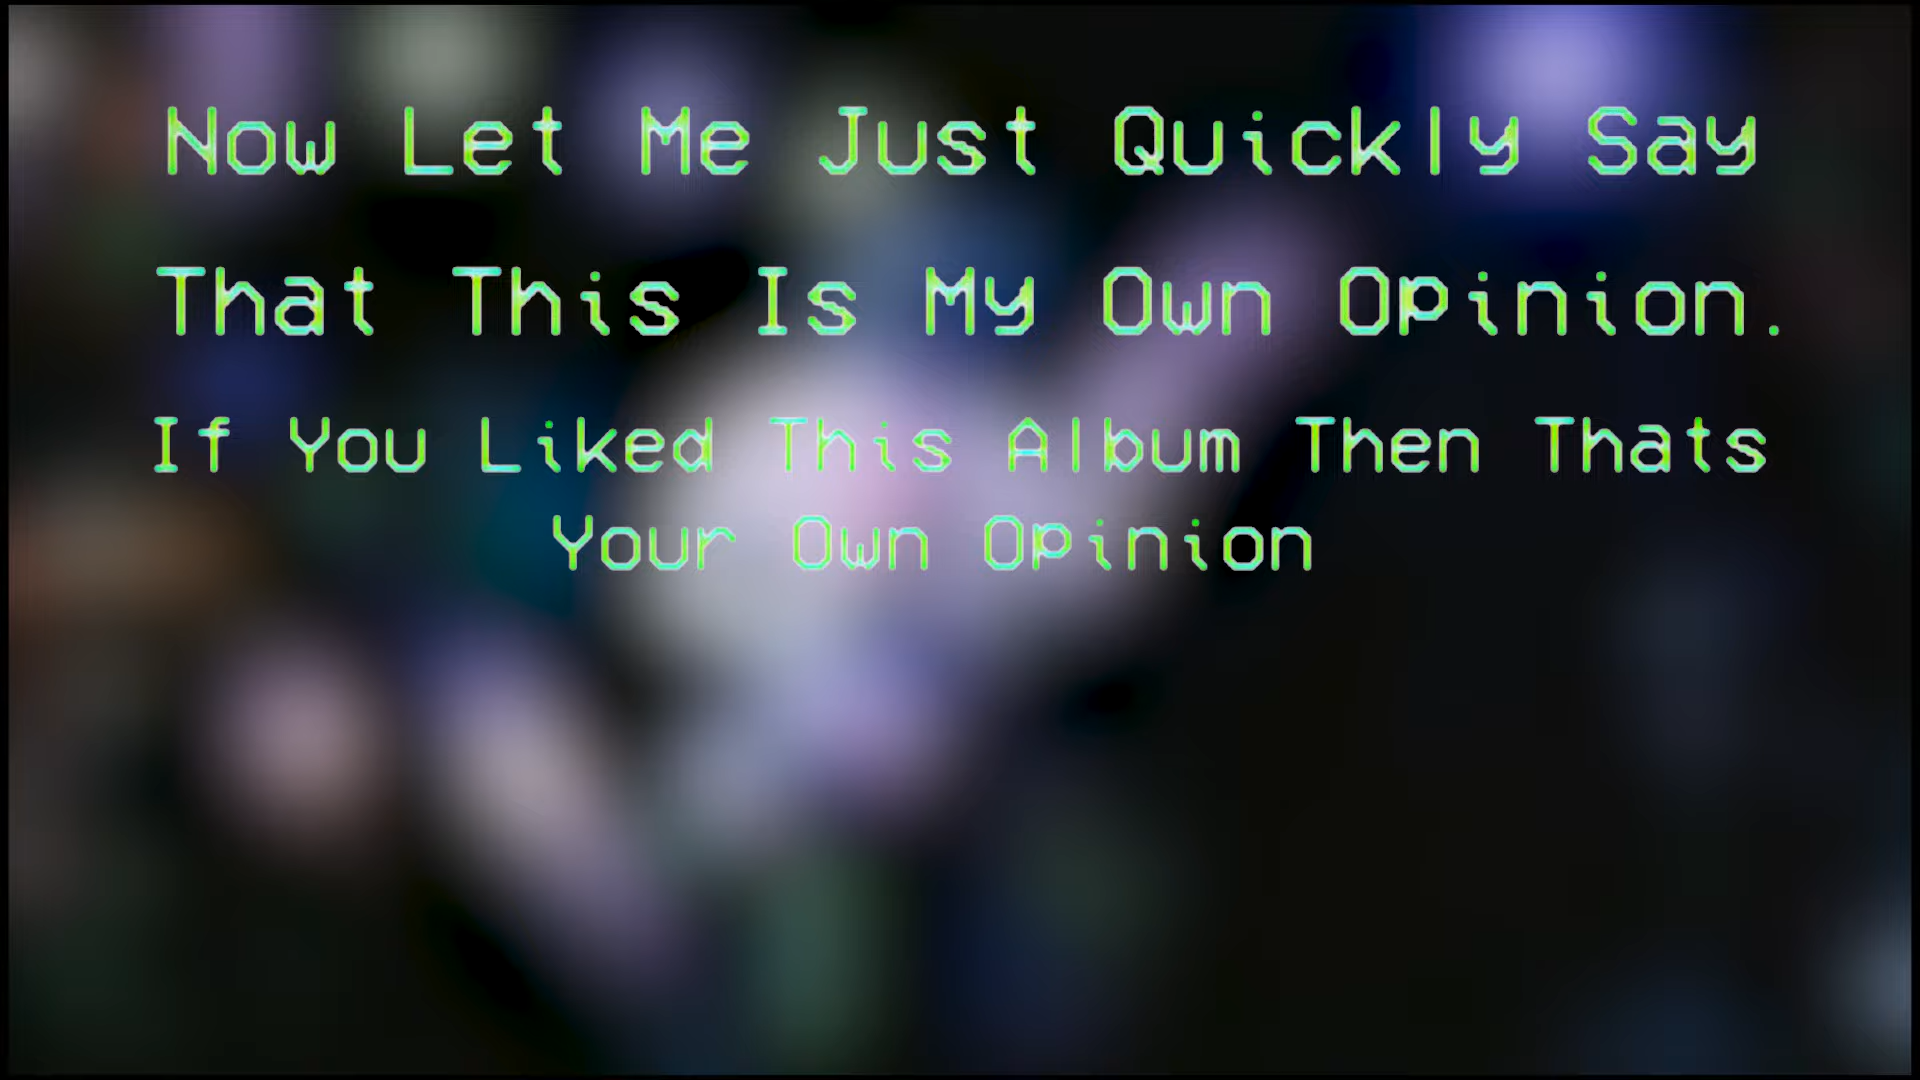 Now Let Me Just Quickly Say
That This Is My Own Opinion.
If You Liked This Album Then Thats
Your Own Opinion